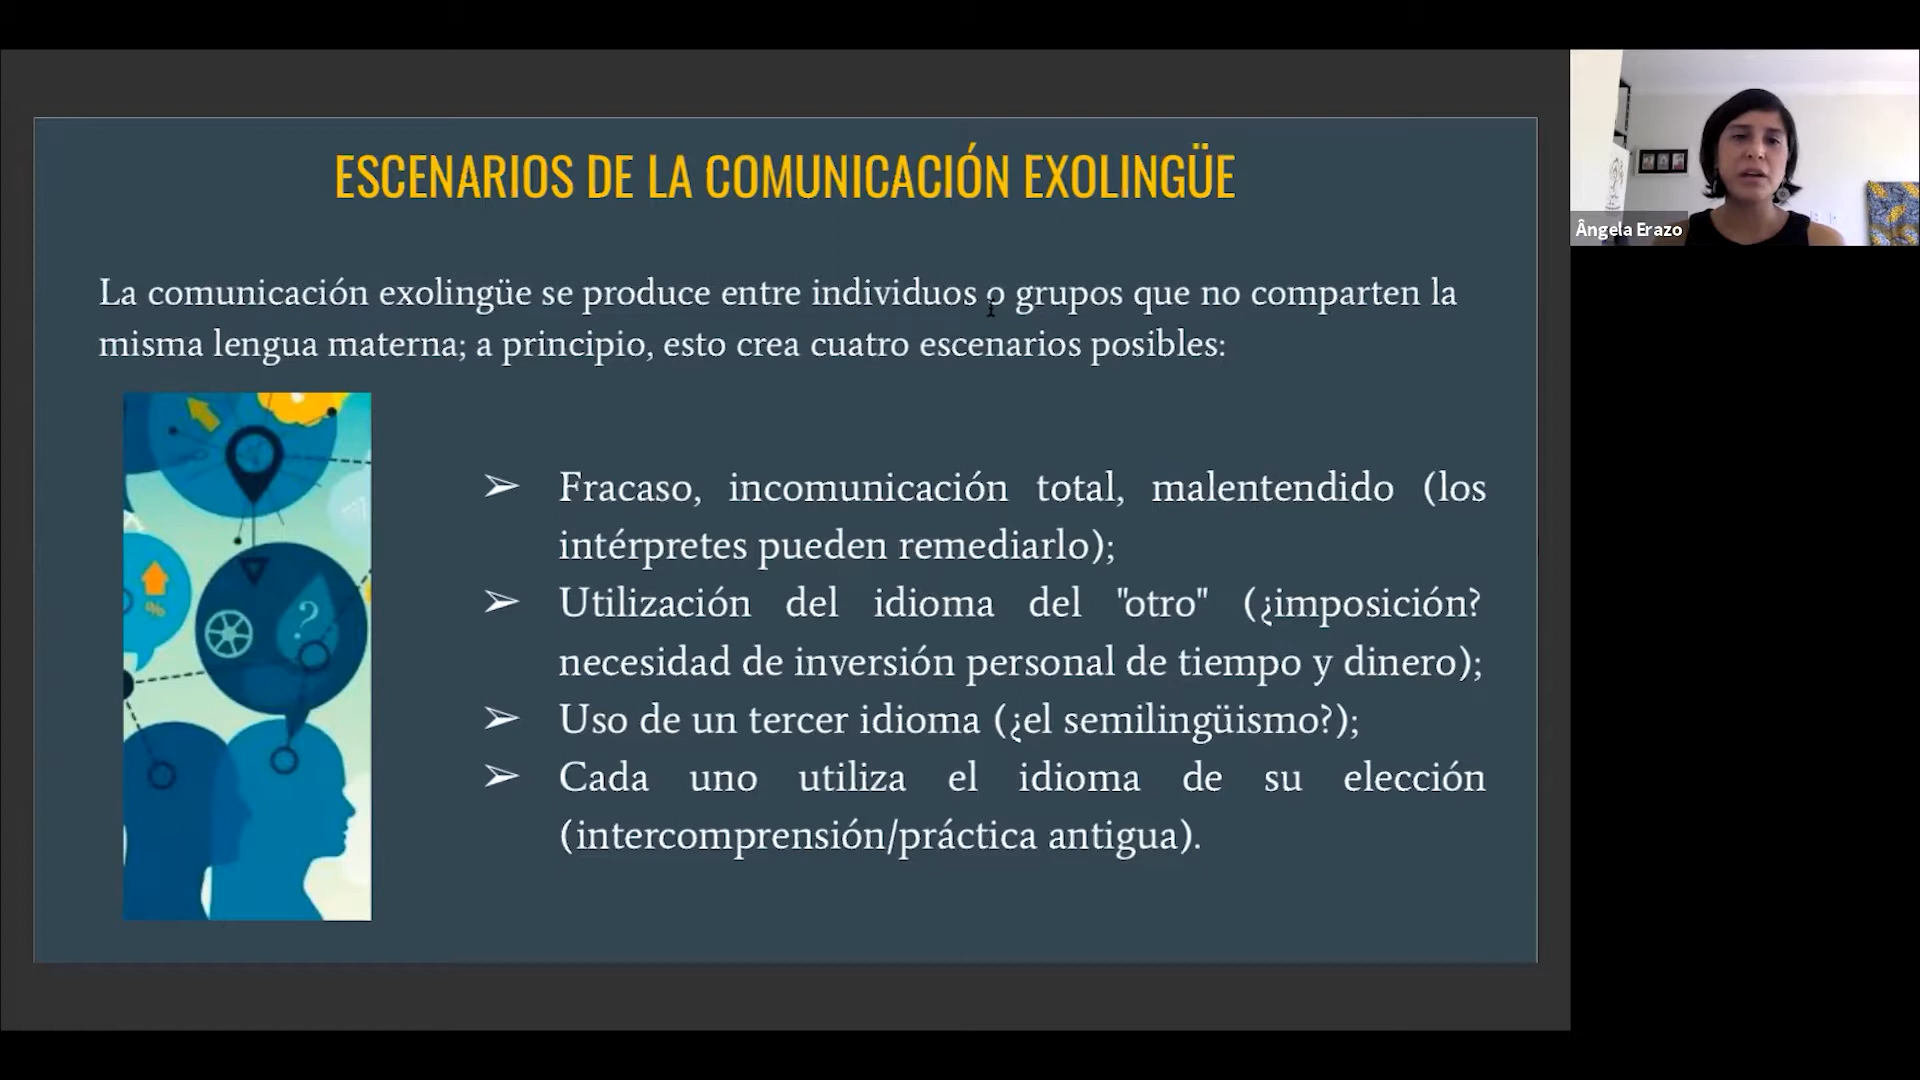 ESCENARIOS DE LA COMUNICACIÓN EXOLINGÜE
La comunicación exolingüe se produce entre individuos o grupos que no comparten la
misma lengua materna; a principio, esto crea cuatro escenarios posibles:
➢ Fracaso, incomunicación total, malentendido (los
intérpretes pueden remediarlo);
➢ Utilización del idioma del "otro" (¿imposición?
necesidad de inversión personal de tiempo y dinero);
➢ Uso de un tercer idioma (¿el semilingüismo?);
➢ Cada uno utiliza el idioma de su elección
(intercomprensión/práctica antigua).
%
?
Ângela Erazo